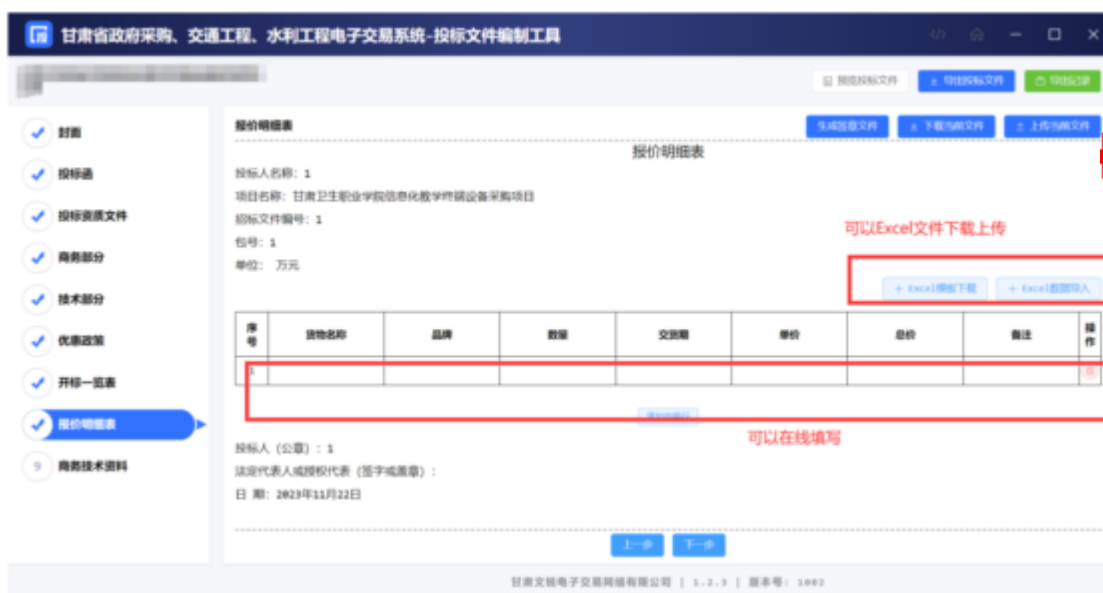 甘肃省政府采购、交通工程、水利工程电子交易系统-投标文件编制工具
预览投标文件 导出投标文件 导出记录
封面
投标函
投标资质文件
商务部分
技术部分
优惠政策
开标一览表
报价明细表
9 商务技术资料
报价明细表 生成签章文件 下载当前文件 上传当前文件
报价明细表
投标人名称: 1
项目名称: 甘肃卫生职业学院信息化教学终端设备采购项目
招标文件编号: 1
包号: 1
单位: 万元
可以Excel文件下载上传
+ Excel模板下载 + Excel数据导入
序号 货物名称 品牌 数量 交货期 单价 总价 备注 操作
1
可以在线填写
投标人 (公章) : 1
法定代表人或授权代表 (签字或盖章) :
日 期: 2023年11月22日
上一步 下一步
甘肃文锐电子交易网络有限公司 | 1.2.3 | 版本号: 1002